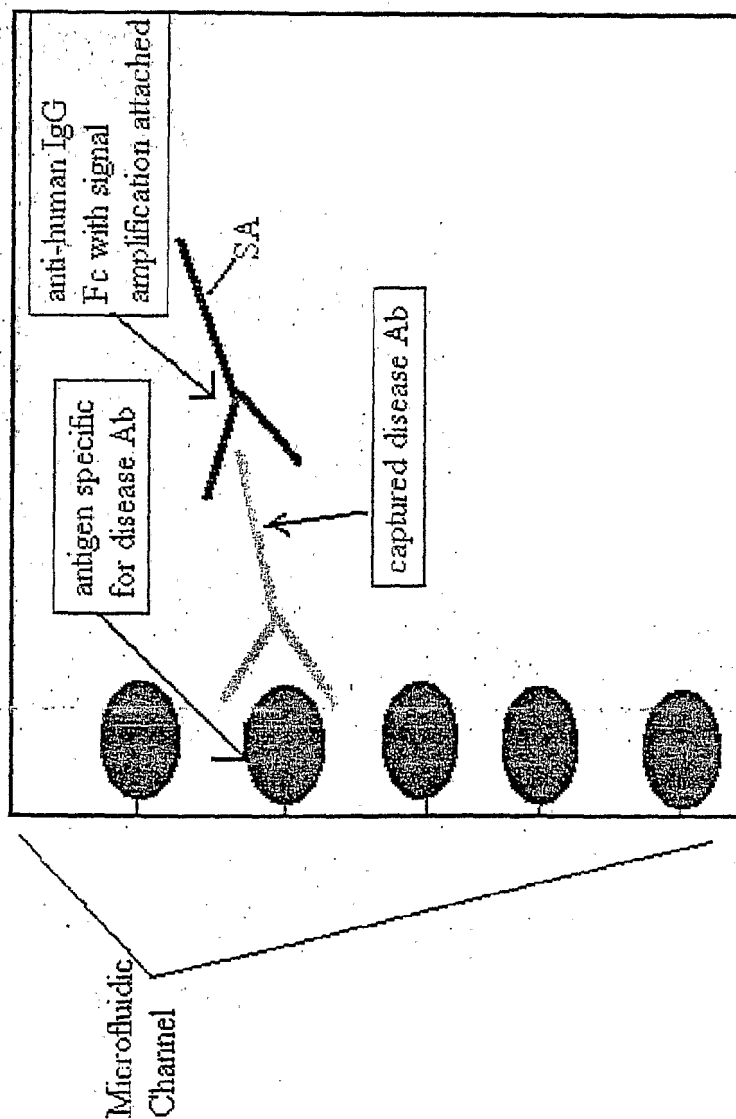 anti-human IgG
Fc with signal
amplification attached
antigen specific
for disease Ab
SA
captured disease Ab
Microfluidic
Channel